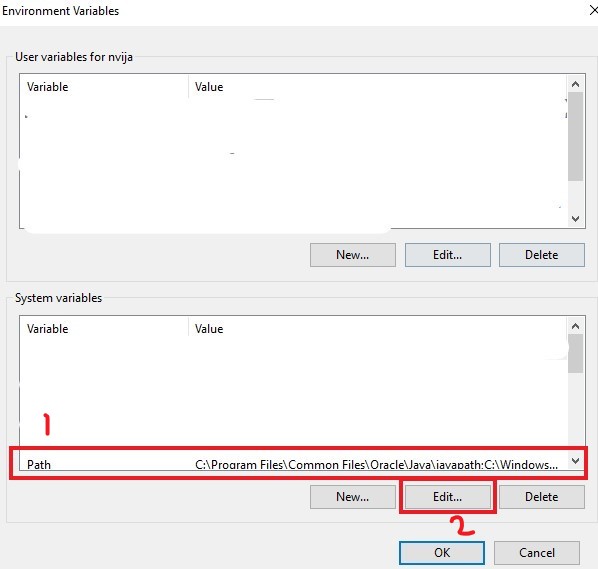 Environment Variables
User variables for nvija
Variable Value
New... Edit... Delete
System variables
Variable Value
1
Path C:\Program Files\Common Files\Oracle\Java\javapath;C:\Windows...
New... Edit... Delete
2
OK Cancel